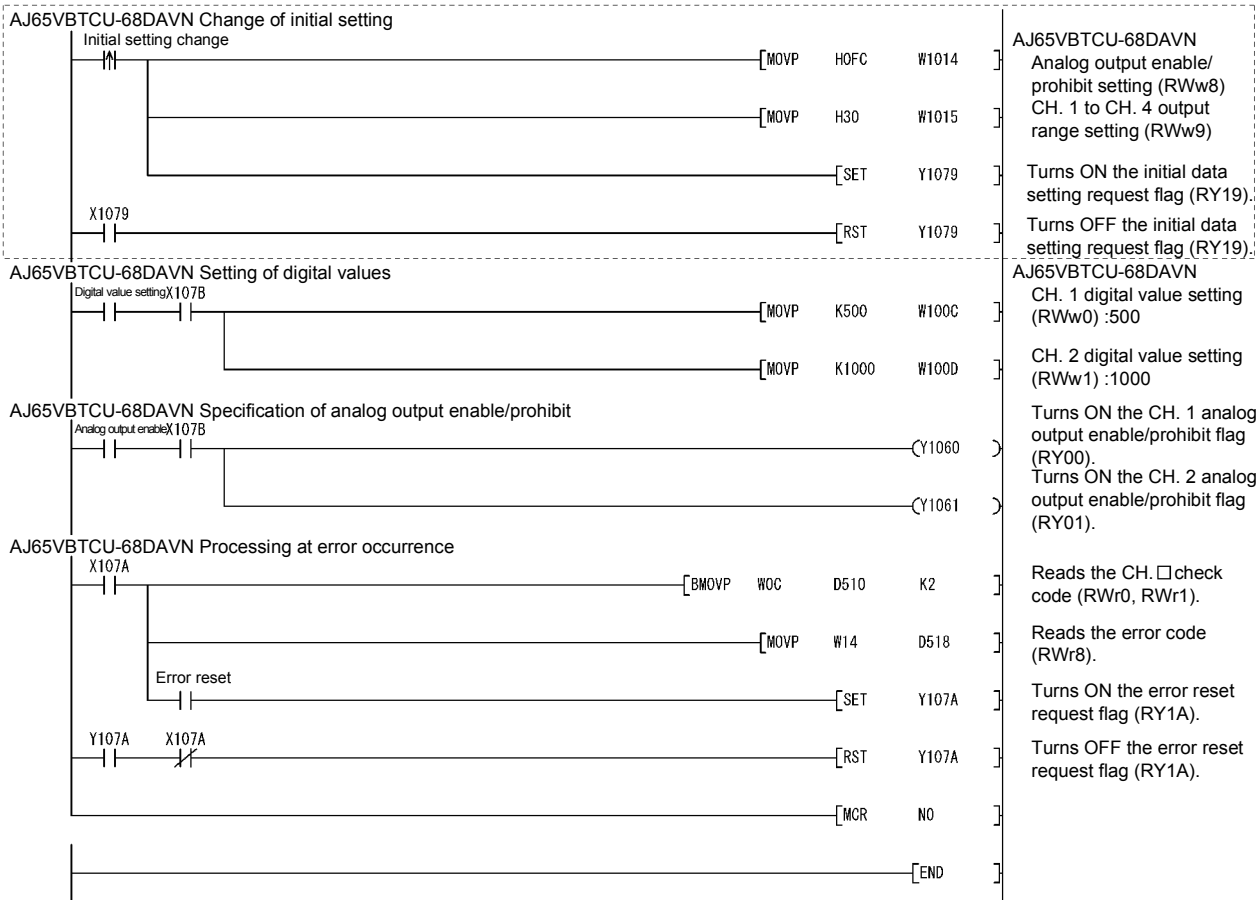 AJ65VBTCU-68DAVN Change of initial setting
Initial setting change
[MOVP H0FC W1014 ]
AJ65VBTCU-68DAVN
Analog output enable/
prohibit setting (RWw8)
[MOVP H30 W1015 ]
CH. 1 to CH. 4 output
range setting (RWw9)
[SET Y1079 ]
Turns ON the initial data
setting request flag (RY19).
X1079
[RST Y1079 ]
Turns OFF the initial data
setting request flag (RY19).
AJ65VBTCU-68DAVN Setting of digital values
AJ65VBTCU-68DAVN
Digital value setting X107B
[MOVP K500 W100C ]
CH. 1 digital value setting
(RWw0) :500
[MOVP K1000 W100D ]
CH. 2 digital value setting
(RWw1) :1000
AJ65VBTCU-68DAVN Specification of analog output enable/prohibit
Analog output enable X107B
(Y1060 )
Turns ON the CH. 1 analog
output enable/prohibit flag
(RY00).
(Y1061 )
Turns ON the CH. 2 analog
output enable/prohibit flag
(RY01).
AJ65VBTCU-68DAVN Processing at error occurrence
X107A
[BMOVP W0C D510 K2 ]
Reads the CH. □ check
code (RWr0, RWr1).
[MOVP W14 D518 ]
Reads the error code
(RWr8).
Error reset
[SET Y107A ]
Turns ON the error reset
request flag (RY1A).
Y107A X107A
[RST Y107A ]
Turns OFF the error reset
request flag (RY1A).
[MCR N0 ]
[END ]